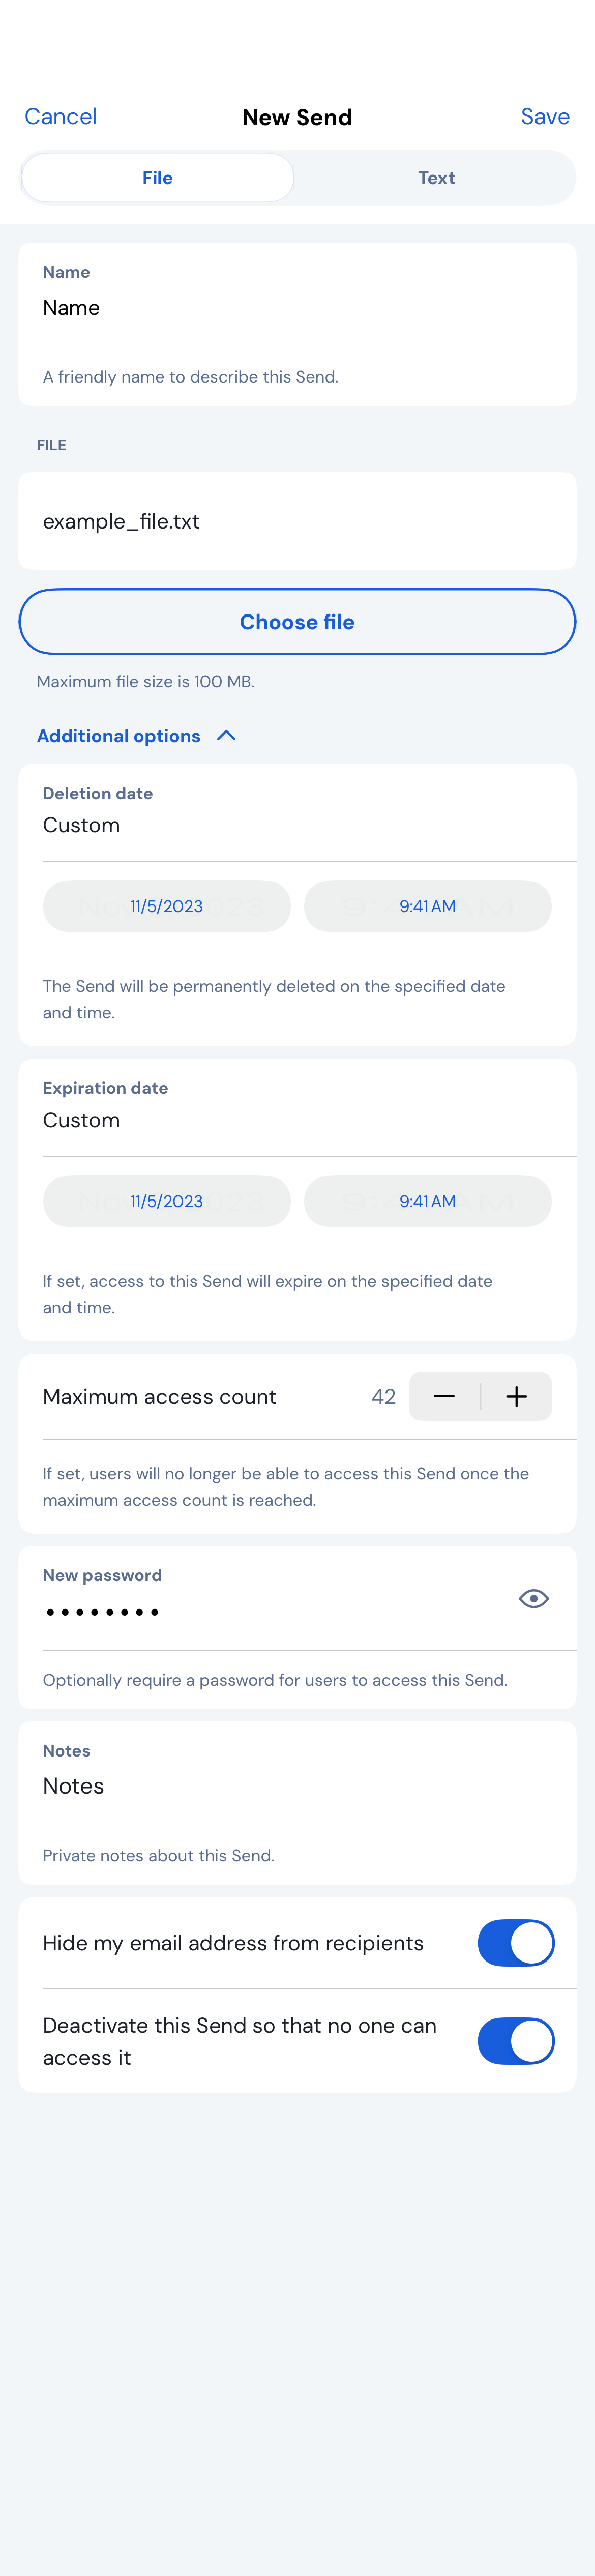 Cancel New Send Save
File Text
Name
Name
A friendly name to describe this Send.
FILE
example_file.txt
Choose file
Maximum file size is 100 MB.
Additional options
Deletion date
Custom
11/5/2023 9:41 AM
The Send will be permanently deleted on the specified date
and time.
Expiration date
Custom
11/5/2023 9:41 AM
If set, access to this Send will expire on the specified date
and time.
Maximum access count 42
If set, users will no longer be able to access this Send once the
maximum access count is reached.
New password
••••••••
Optionally require a password for users to access this Send.
Notes
Notes
Private notes about this Send.
Hide my email address from recipients
Deactivate this Send so that no one can
access it